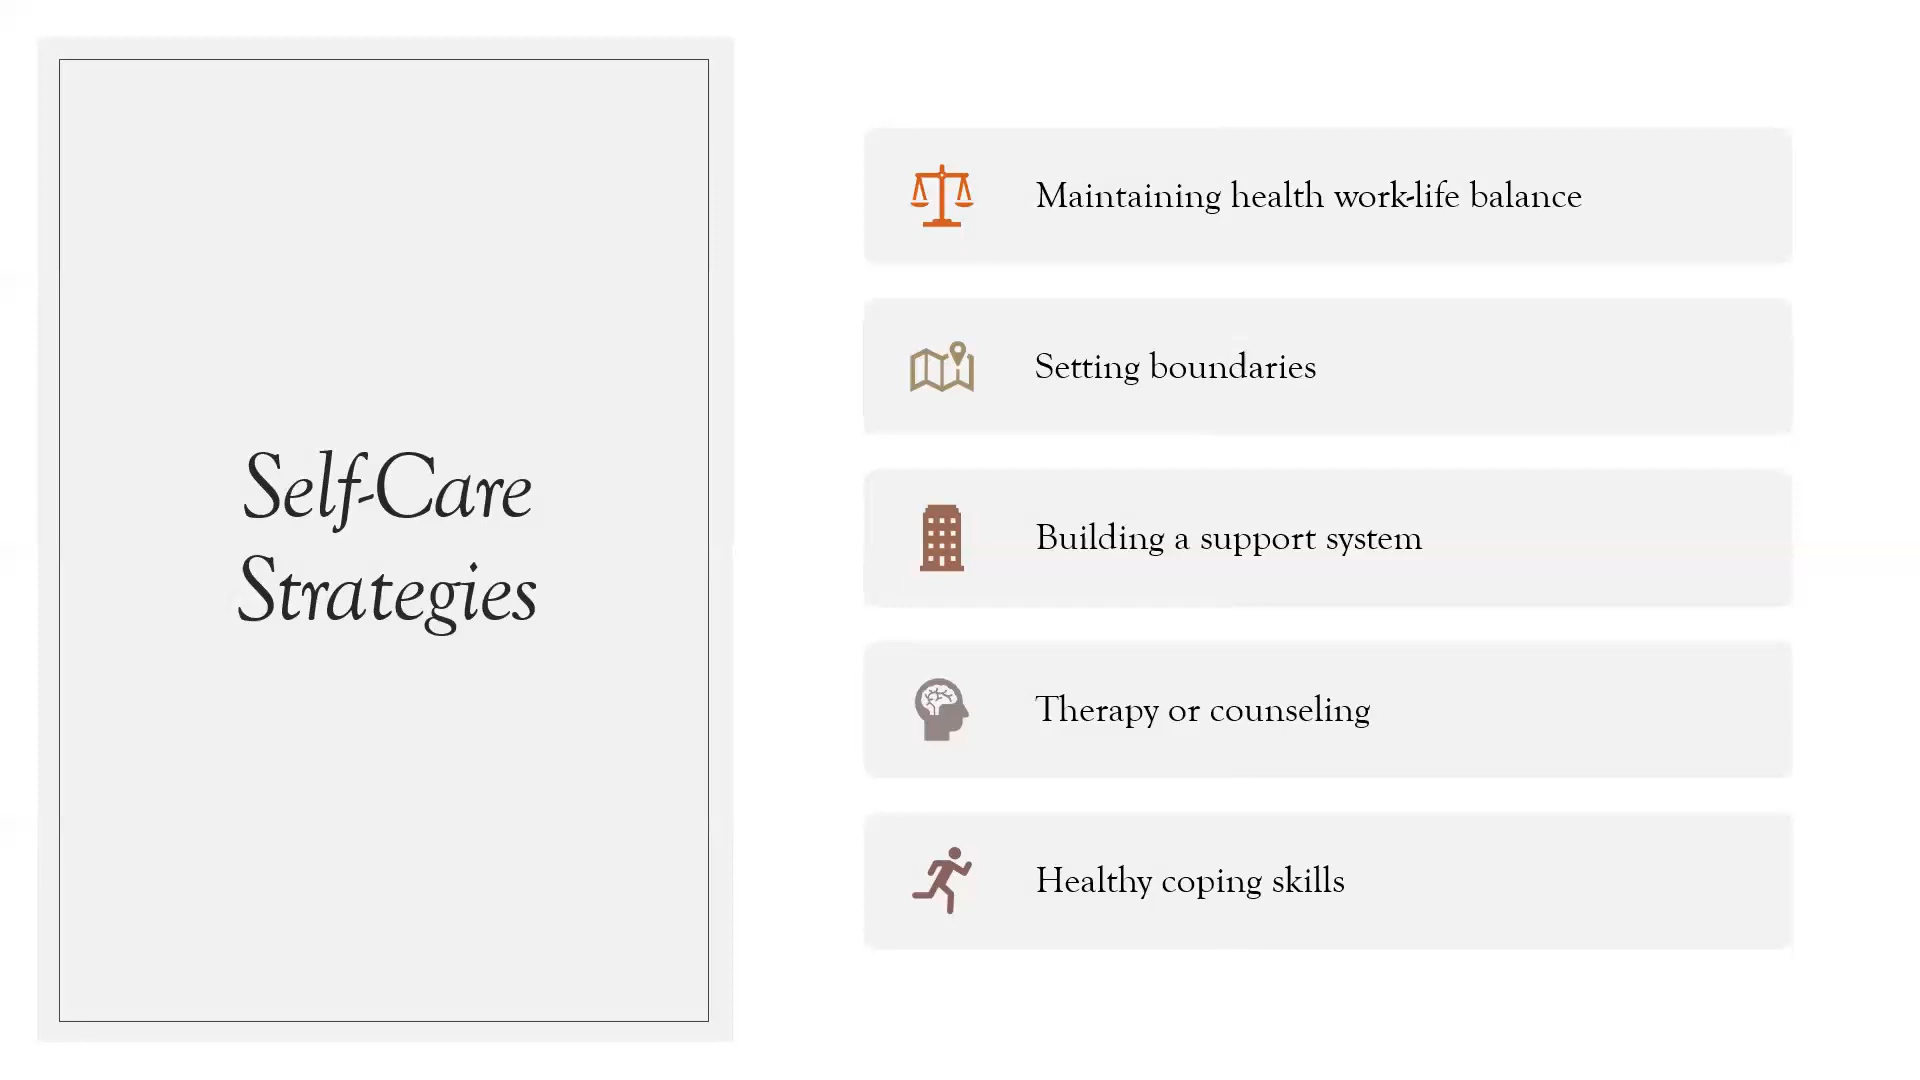 Self-Care
Strategies
Maintaining health work-life balance
Setting boundaries
Building a support system
Therapy or counseling
Healthy coping skills